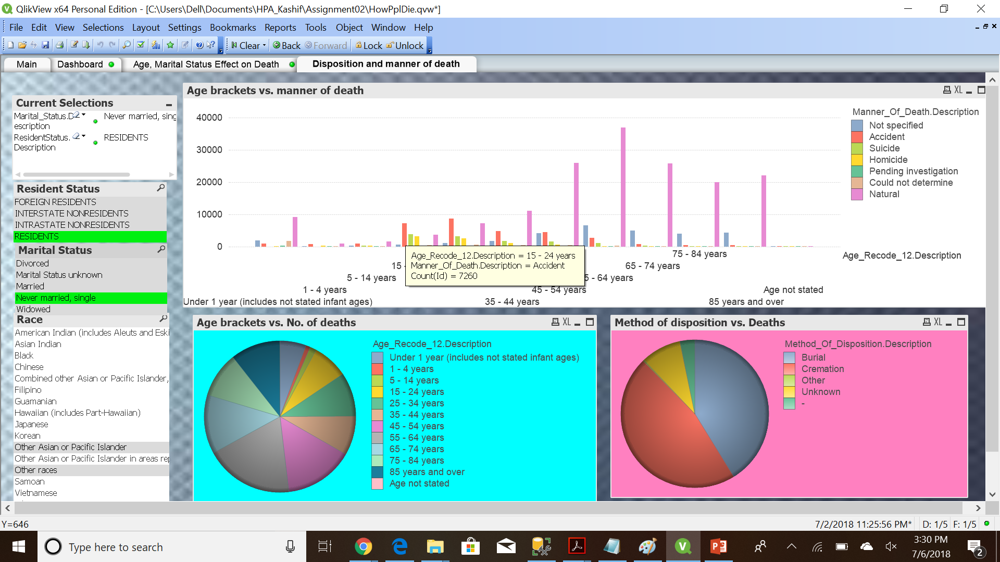 QlikView x64 Personal Edition - [C:\Users\Dell\Documents\HPA_Kashif\Assignment02\HowPplDie.qvw*]
File Edit View Selections Layout Settings Bookmarks Reports Tools Object Window Help
Clear Back Forward Lock Unlock
Main Dashboard Age, Marital Status Effect on Death Disposition and manner of death
Current Selections
Marital_Status.D
escription
Never married, sing
ResidentStatus.
Description
RESIDENTS
Resident Status
FOREIGN RESIDENTS
INTERSTATE NONRESIDENTS
INTRASTATE NONRESIDENTS
RESIDENTS
Marital Status
Divorced
Marital Status unknown
Married
Never married, single
Widowed
Race
American Indian (includes Aleuts and Eski
Asian Indian
Black
Chinese
Combined other Asian or Pacific Islander,
Filipino
Guamanian
Hawaiian (includes Part-Hawaiian)
Japanese
Korean
Other Asian or Pacific Islander
Other Asian or Pacific Islander in areas rep
Other races
Samoan
Vietnamese
Age brackets vs. manner of death
XL
40000
30000
20000
10000
0
Manner_Of_Death.Description
Not specified
Accident
Suicide
Homicide
Pending investigation
Could not determine
Natural
Age_Recode_12.Description = 15 - 24 years
Manner_Of_Death.Description = Accident
Count(Id) = 7260
75 - 84 years
Age_Recode_12.Description
15 -
65 - 74 years
5 - 14 years
5 - 64 years
1 - 4 years
45 - 54 years
Age not stated
Under 1 year (includes not stated infant ages)
35 - 44 years
85 years and over
Age brackets vs. No. of deaths
XL
Age_Recode_12.Description
Under 1 year (includes not stated infant ages)
1 - 4 years
5 - 14 years
15 - 24 years
25 - 34 years
35 - 44 years
45 - 54 years
55 - 64 years
65 - 74 years
75 - 84 years
85 years and over
Age not stated
Method of disposition vs. Deaths
XL
Method_Of_Disposition.Description
Burial
Cremation
Other
Unknown
-
Y=646
7/2/2018 11:25:56 PM* D: 1/5 F: 1/5
Type here to search
3:30 PM
7/6/2018
2